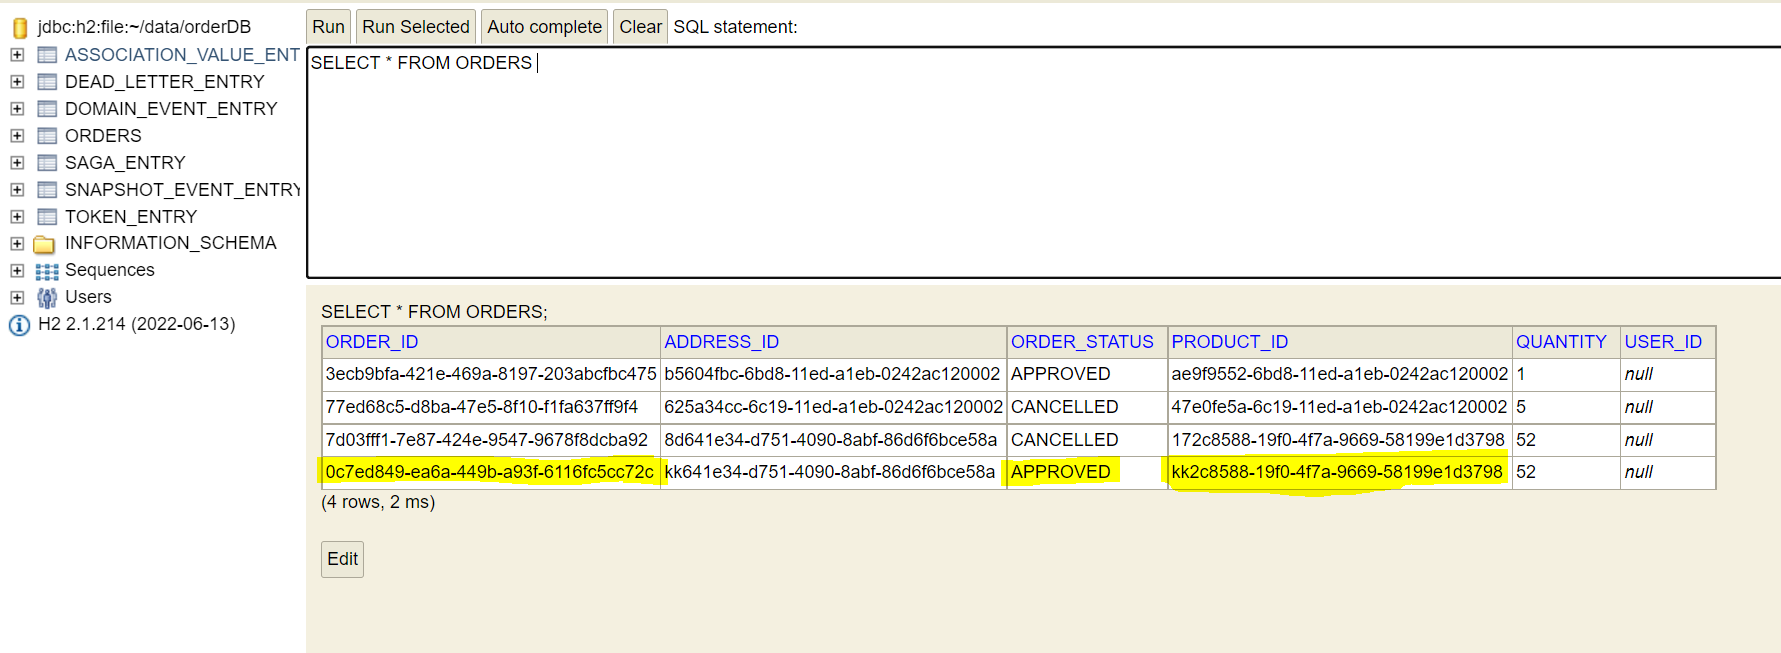 jdbc:h2:file:~/data/orderDB
ASSOCIATION_VALUE_ENT
DEAD_LETTER_ENTRY
DOMAIN_EVENT_ENTRY
ORDERS
SAGA_ENTRY
SNAPSHOT_EVENT_ENTRY
TOKEN_ENTRY
INFORMATION_SCHEMA
Sequences
Users
H2 2.1.214 (2022-06-13)
Run Run Selected Auto complete Clear SQL statement:
SELECT * FROM ORDERS
SELECT * FROM ORDERS;
ORDER_ID ADDRESS_ID ORDER_STATUS PRODUCT_ID QUANTITY USER_ID
3ecb9bfa-421e-469a-8197-203abcfbc475 b5604fbc-6bd8-11ed-a1eb-0242ac120002 APPROVED ae9f9552-6bd8-11ed-a1eb-0242ac120002 1 null
77ed68c5-d8ba-47e5-8f10-f1fa637ff9f4 625a34cc-6c19-11ed-a1eb-0242ac120002 CANCELLED 47e0fe5a-6c19-11ed-a1eb-0242ac120002 5 null
7d03fff1-7e87-424e-9547-9678f8dcba92 8d641e34-d751-4090-8abf-86d6f6bce58a CANCELLED 172c8588-19f0-4f7a-9669-58199e1d3798 52 null
0c7ed849-ea6a-449b-a93f-6116fc5cc72c kk641e34-d751-4090-8abf-86d6f6bce58a APPROVED kk2c8588-19f0-4f7a-9669-58199e1d3798 52 null
(4 rows, 2 ms)
Edit